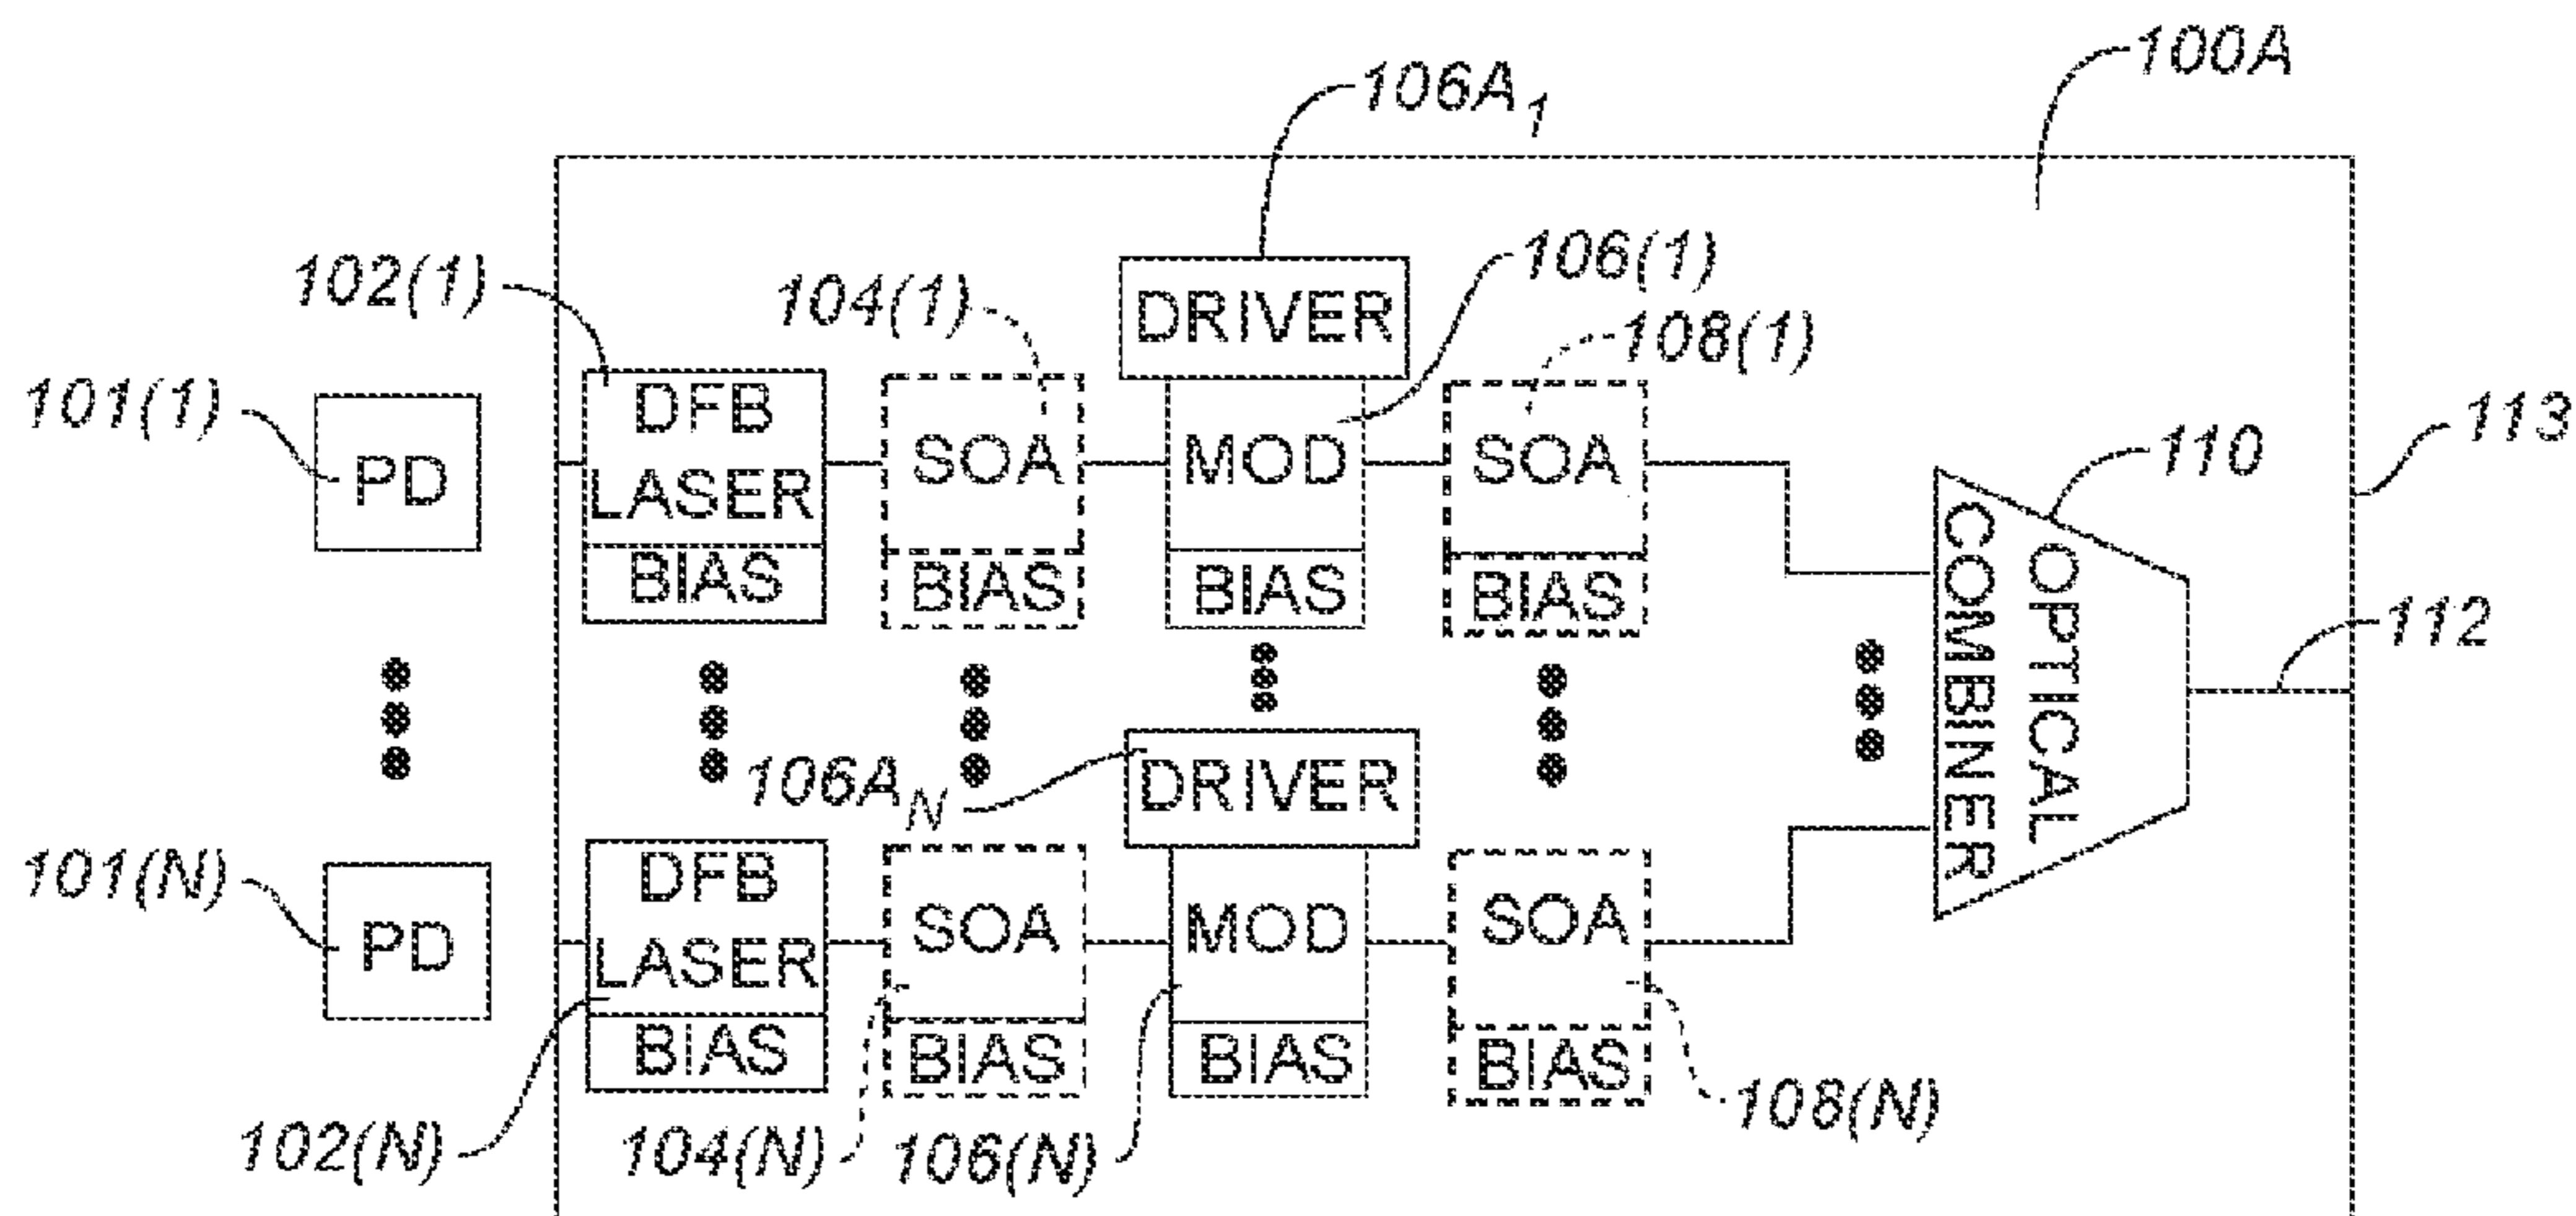 100A
106A1
106(1)
102(1)
104(1)
DRIVER
108(1)
101(1)
DFB
LASER
BIAS
SOA
BIAS
MOD
BIAS
SOA
BIAS
PD
113
110
OPTICAL
COMBINER
112
106AN
DRIVER
101(N)
PD
DFB
LASER
BIAS
SOA
BIAS
MOD
BIAS
SOA
BIAS
102(N)
104(N)
106(N)
108(N)